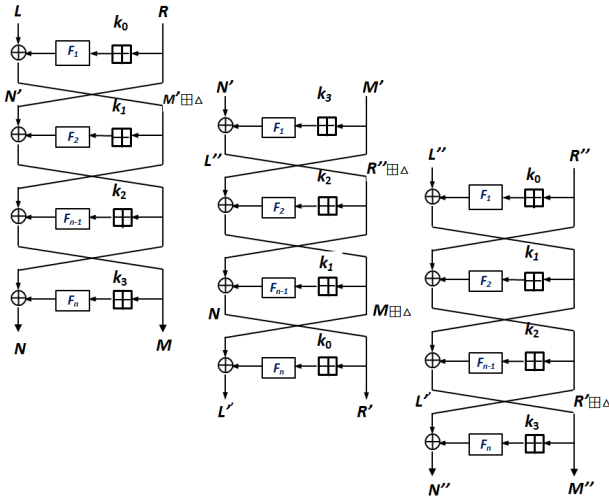 L R
k0
F1
N' M'⊞△
k1
F2
k2
Fn-1
k3
Fn
N M
N' M'
k3
F1
L'' R''⊞△
k2
F2
k1
Fn-1
N M⊞△
k0
Fn
L' R'
L'' R''
k0
F1
k1
F2
k2
Fn-1
L' R'⊞△
k3
Fn
N'' M''